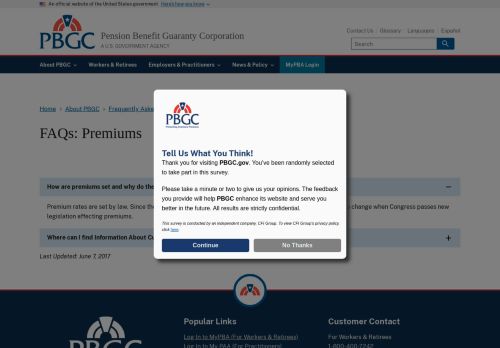 An official website of the United States government Here's how you know
PBGC
Pension Benefit Guaranty Corporation
A U.S. GOVERNMENT AGENCY
Contact Us Glossary Languages Español
Search
About PBGC Workers & Retirees Employers & Practitioners News & Policy MyPBA Login
Home > About PBGC > Frequently Aske
FAQs: Premiums
PBGC
Tell Us What You Think!
Thank you for visiting PBGC.gov. You've been randomly selected
to take part in this survey.
Please take a minute or two to give us your opinions. The feedback
you provide will help PBGC enhance its website and serve you
better in the future. All results are strictly confidential.
This survey is conducted by an independent company, CFI Group. To view CFI Group's privacy policy
click here.
Continue No Thanks
How are premiums set and why do the
Premium rates are set by law. Since the change when Congress passes new
legislation effecting premiums.
Where can I find information About Cu
Last Updated: June 7, 2017
PBGC
Popular Links
Log In to MyPBA (For Workers & Retirees)
Log In to My PAA (For Practitioners)
Customer Contact
For Workers & Retirees
1-800-400-7242